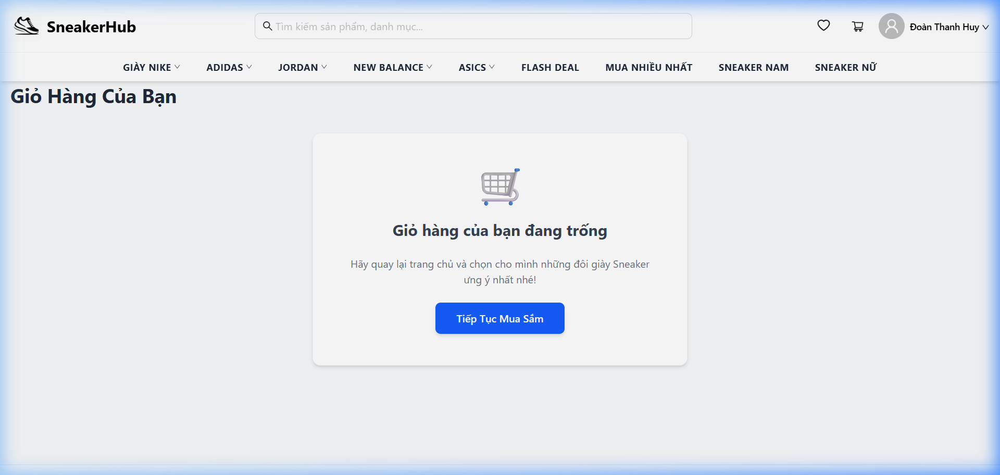 SneakerHub
Tìm kiếm sản phẩm, danh mục...
Đoàn Thanh Huy
GIÀY NIKE
ADIDAS
JORDAN
NEW BALANCE
ASICS
FLASH DEAL
MUA NHIỀU NHẤT
SNEAKER NAM
SNEAKER NỮ
Giỏ Hàng Của Bạn
Giỏ hàng của bạn đang trống
Hãy quay lại trang chủ và chọn cho mình những đôi giày Sneaker
ưng ý nhất nhé!
Tiếp Tục Mua Sắm